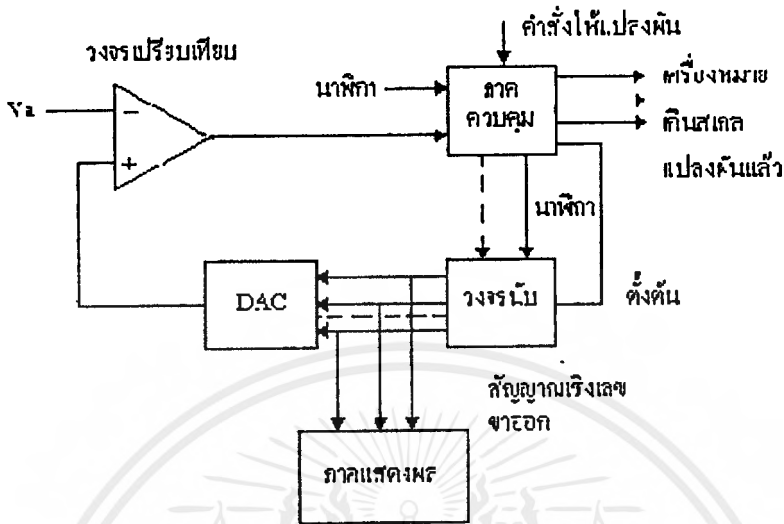 คำสั่งให้แปลงผัน
วงจรเปรียบเทียบ
นาฬิกา
ภาค
ควบคุม
เครื่องหมาย
Va
−
เกินสเกล
+
แปลงผันแล้ว
นาฬิกา
DAC
วงจรนับ
ตั้งต้น
สัญญาณเชิงเลข
ขาออก
ภาคแสดงผล